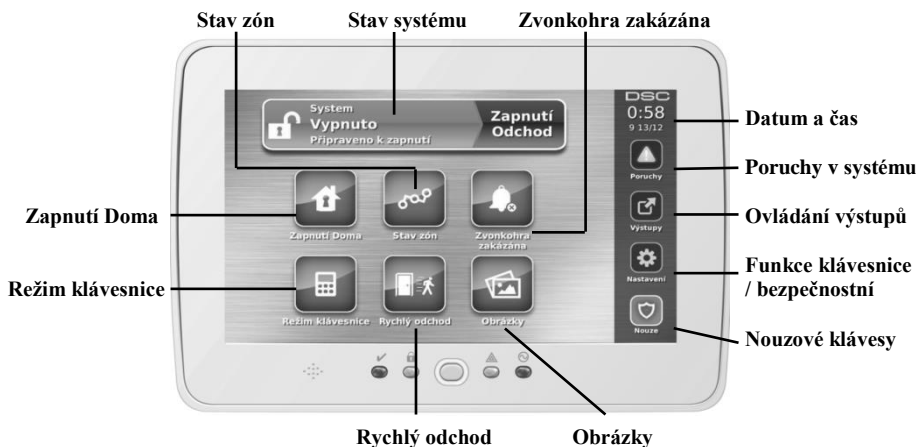 Stav zón
Stav systému
Zvonkohra zakázána
System
Vypnuto
Připraveno k zapnutí
Zapnutí
Odchod
DSC
0:58
9 13/12
Datum a čas
Poruchy
Poruchy v systému
Zapnutí Doma
Zapnutí Doma
Stav zón
Zvonkohra
zakázána
Výstupy
Ovládání výstupů
Režim klávesnice
Režim klávesnice
Rychlý odchod
Obrázky
Nastavení
Funkce klávesnice
/ bezpečnostní
Nouze
Nouzové klávesy
Rychlý odchod
Obrázky